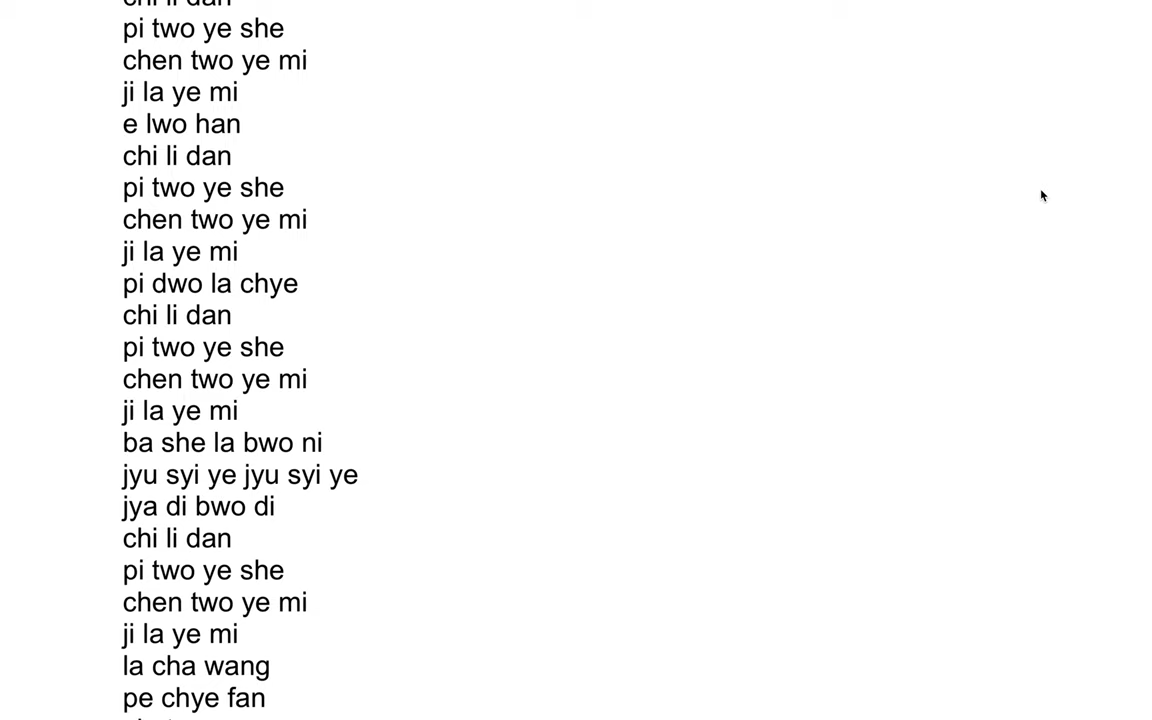 chi li dan
pi two ye she
chen two ye mi
ji la ye mi
e lwo han
chi li dan
pi two ye she
chen two ye mi
ji la ye mi
pi dwo la chye
chi li dan
pi two ye she
chen two ye mi
ji la ye mi
ba she la bwo ni
jyu syi ye jyu syi ye
jya di bwo di
chi li dan
pi two ye she
chen two ye mi
ji la ye mi
la cha wang
pe chye fan